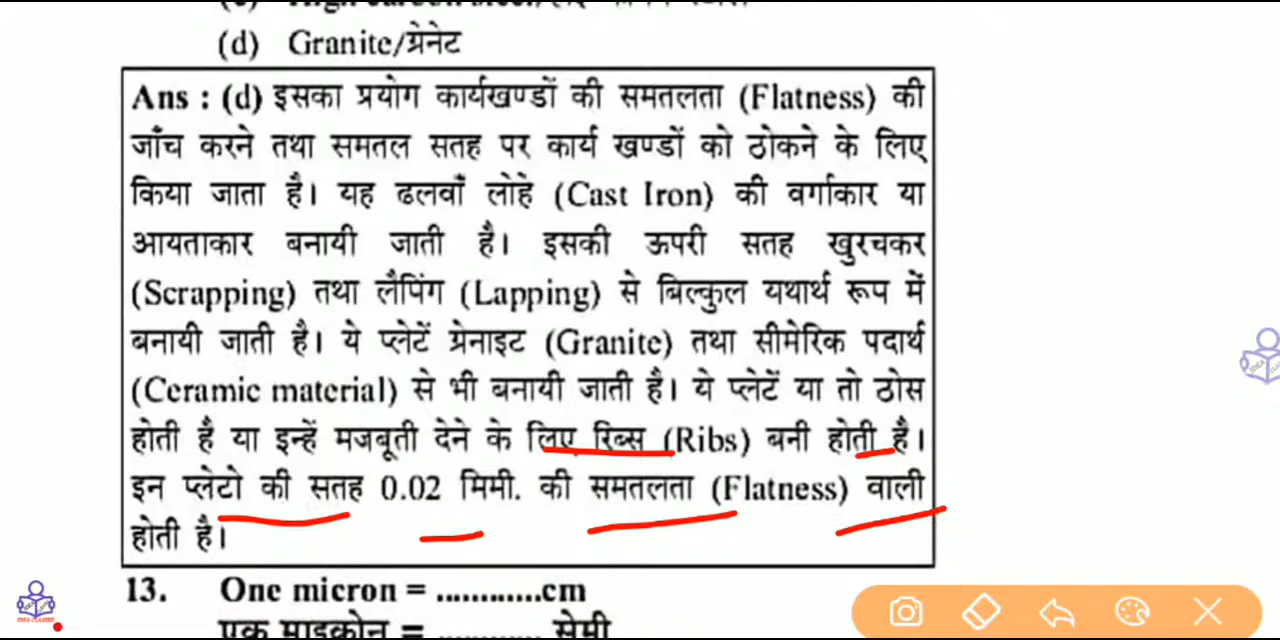 (d) Granite/ग्रेनेट
Ans : (d) इसका प्रयोग कार्यखण्डों की समतलता (Flatness) की
जाँच करने तथा समतल सतह पर कार्य खण्डों को ठोकने के लिए
किया जाता है। यह ढलवाँ लोहे (Cast Iron) की वर्गाकार या
आयताकार बनायी जाती है। इसकी ऊपरी सतह खुरचकर
(Scrapping) तथा लैपिंग (Lapping) से बिल्कुल यथार्थ रूप में
बनायी जाती है। ये प्लेटें ग्रेनाइट (Granite) तथा सीमेरिक पदार्थ
(Ceramic material) से भी बनायी जाती है। ये प्लेटें या तो ठोस
होती है या इन्हें मजबूती देने के लिए रिब्स (Ribs) बनी होती है।
इन प्लेटो की सतह 0.02 मिमी. की समतलता (Flatness) वाली
होती है।
13. One micron = ............cm
एक माइक्रोन = ........... सेमी